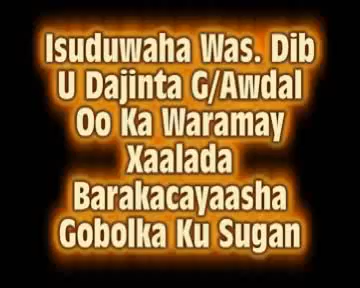 Isuduwaha Was. Dib
U Dajinta G/Awdal
Oo Ka Waramay
Xaalada
Barakacayaasha
Gobolka Ku Sugan